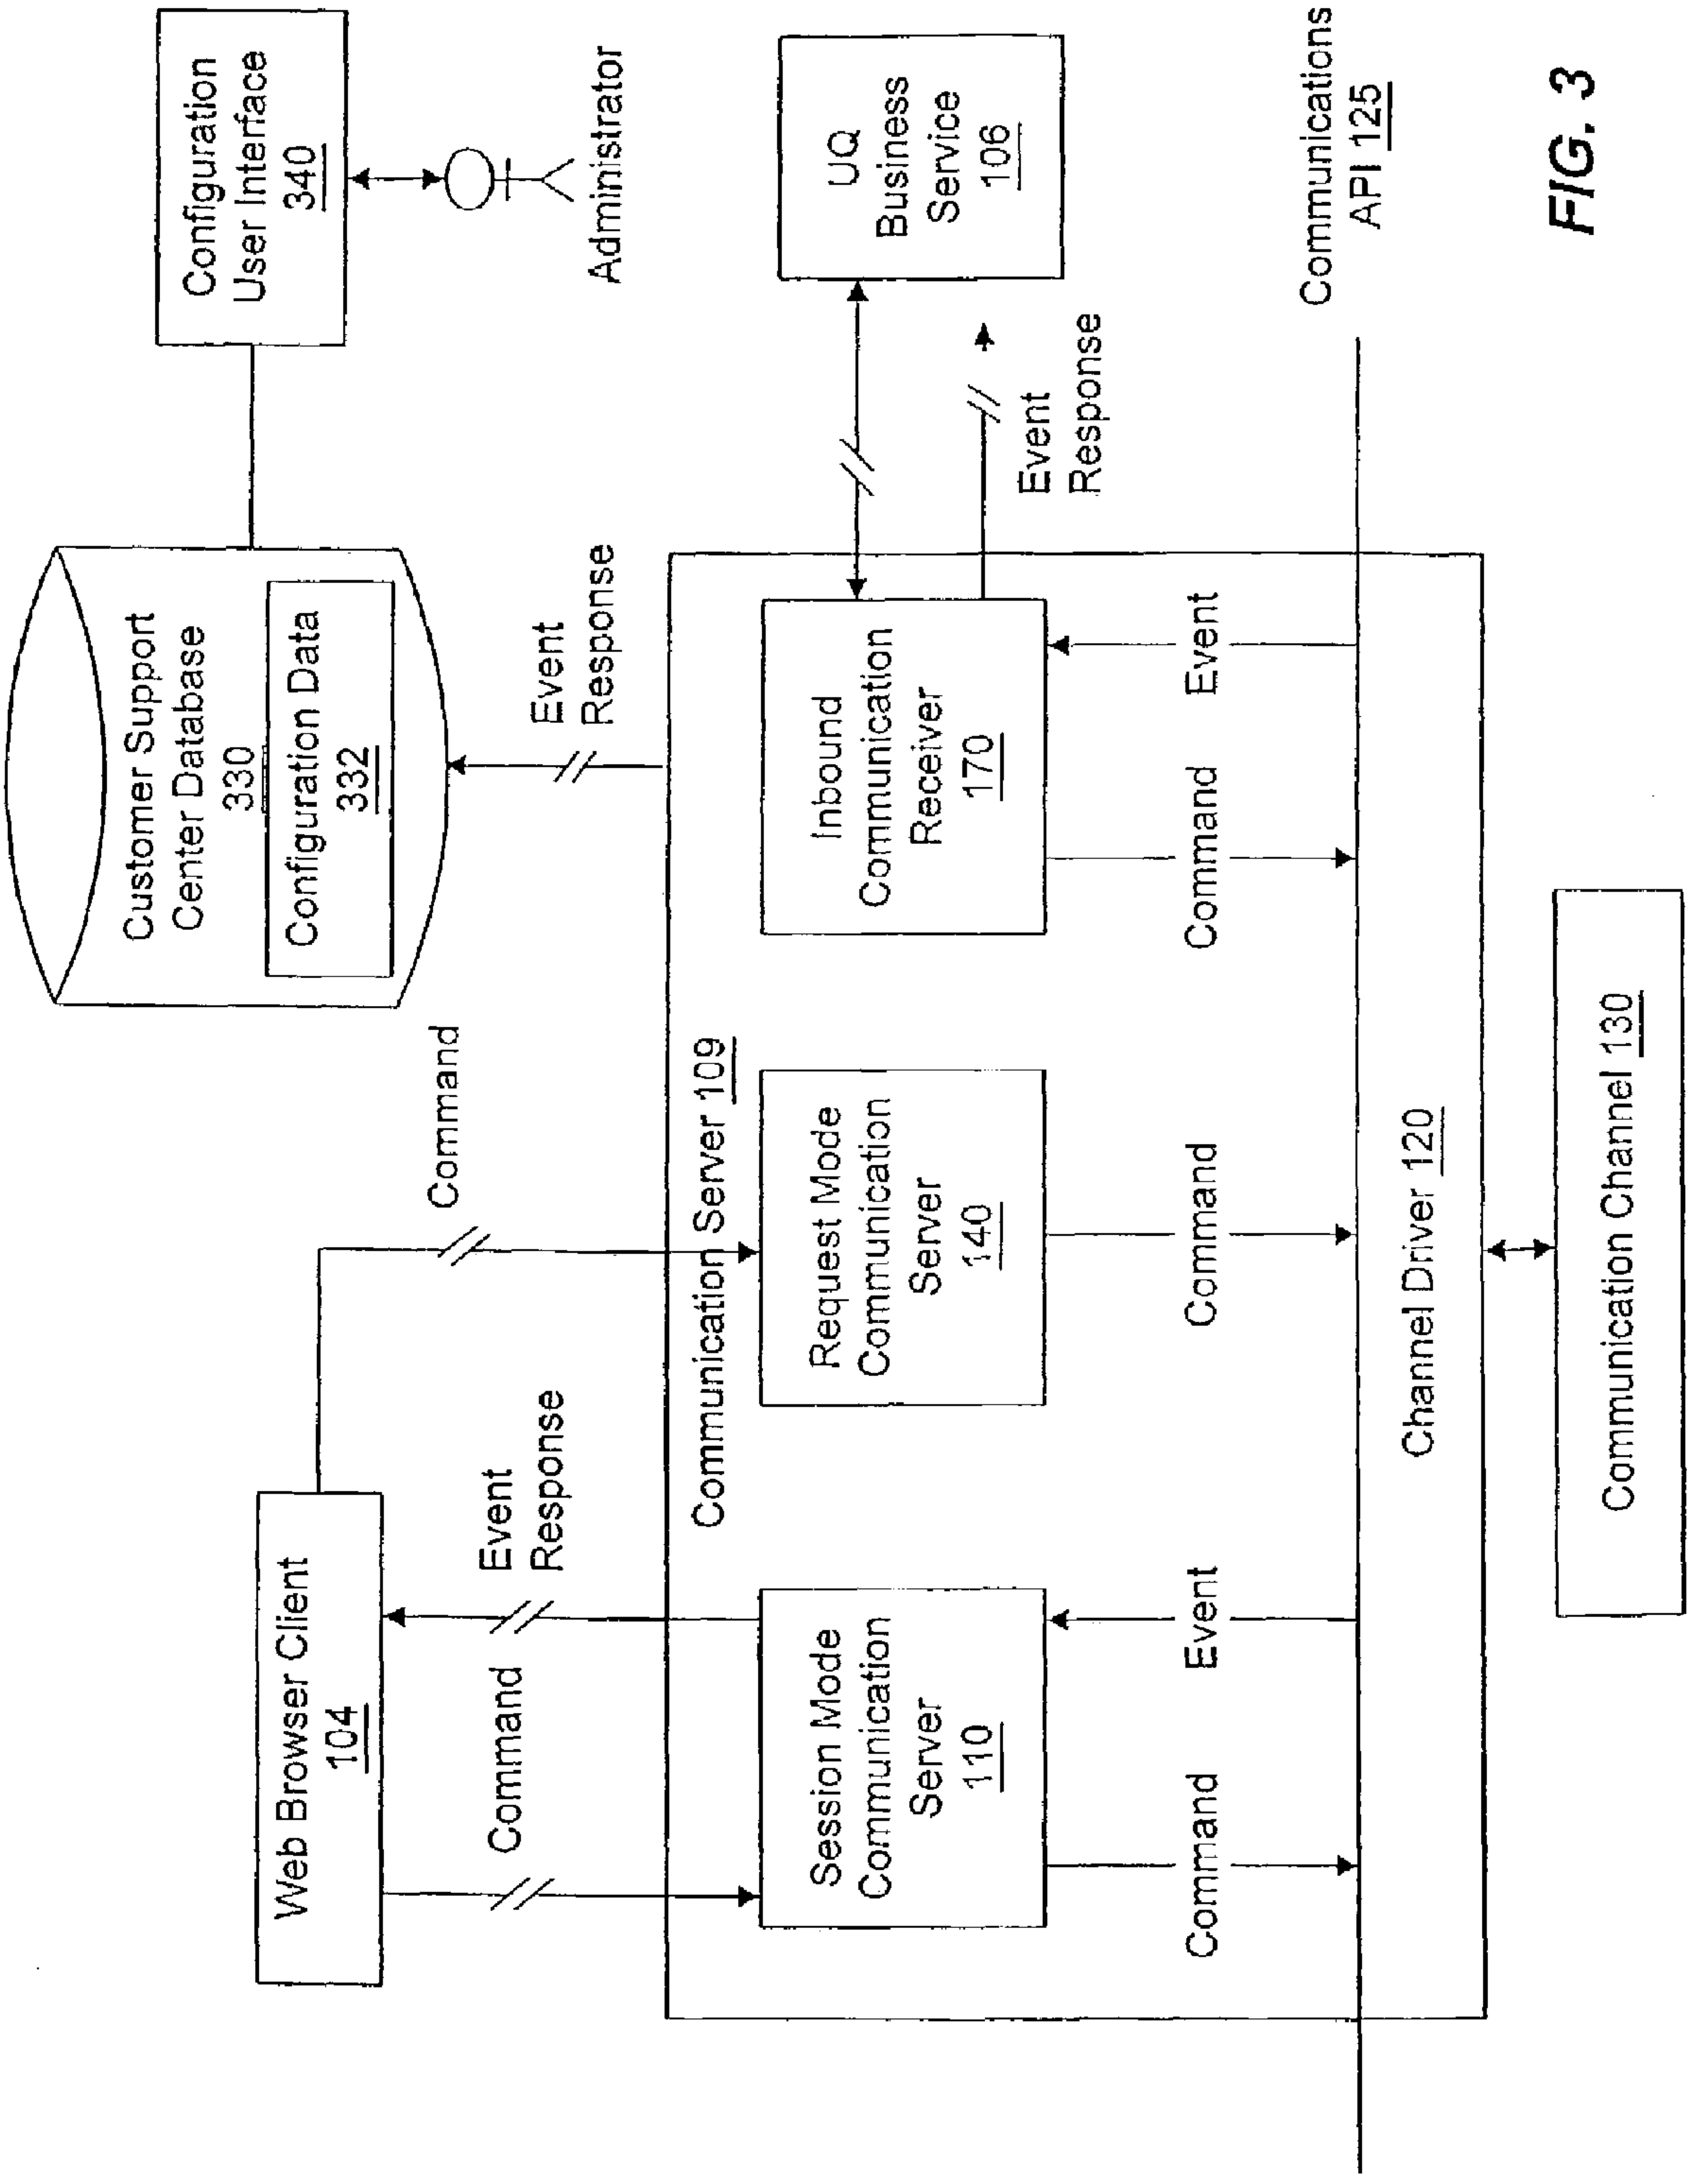 Customer Support
Center Database
330
Configuration Data
332
Configuration
User Interface
340
Administrator
Web Browser Client
104
Command
Command
Event
Response
Event
Response
Communication Server 109
Session Mode
Communication
Server
110
Request Mode
Communication
Server
140
Inbound
Communication
Receiver
170
UQ
Business
Service
106
Event
Response
Command
Event
Command
Command
Event
Communications
API 125
Channel Driver 120
Communication Channel 130
FIG. 3